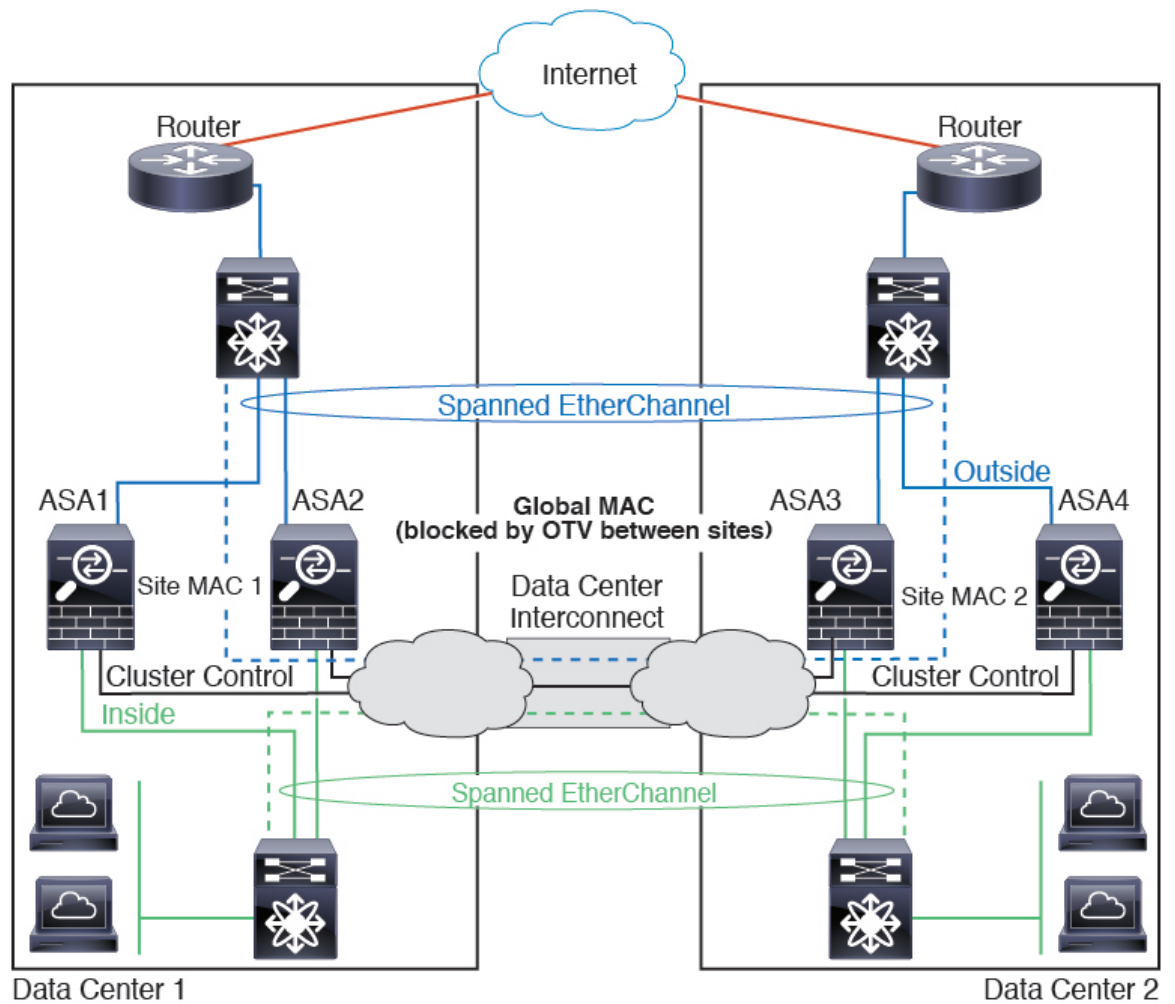 Internet
Router
Router
Spanned EtherChannel
Outside
ASA1
ASA2
Global MAC
(blocked by OTV between sites)
ASA3
ASA4
Site MAC 1
Data Center
Interconnect
Site MAC 2
Cluster Control
Cluster Control
Inside
Spanned EtherChannel
Data Center 1
Data Center 2